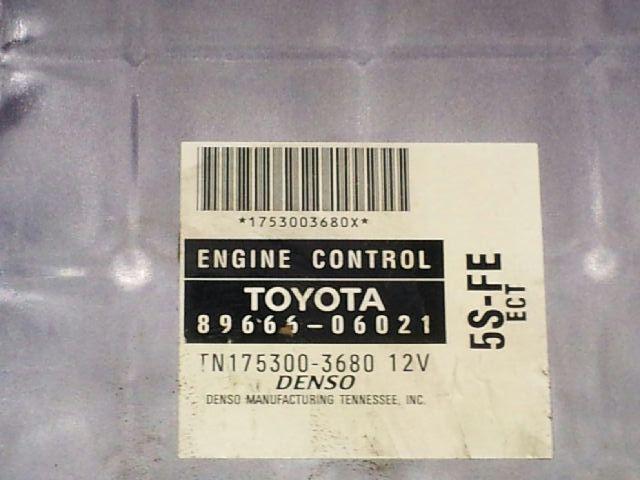 *1753003680X*
ENGINE CONTROL
TOYOTA
89666-06021
TN175300-3680 12V
DENSO
DENSO MANUFACTURING TENNESSEE, INC.
5S-FE
ECT